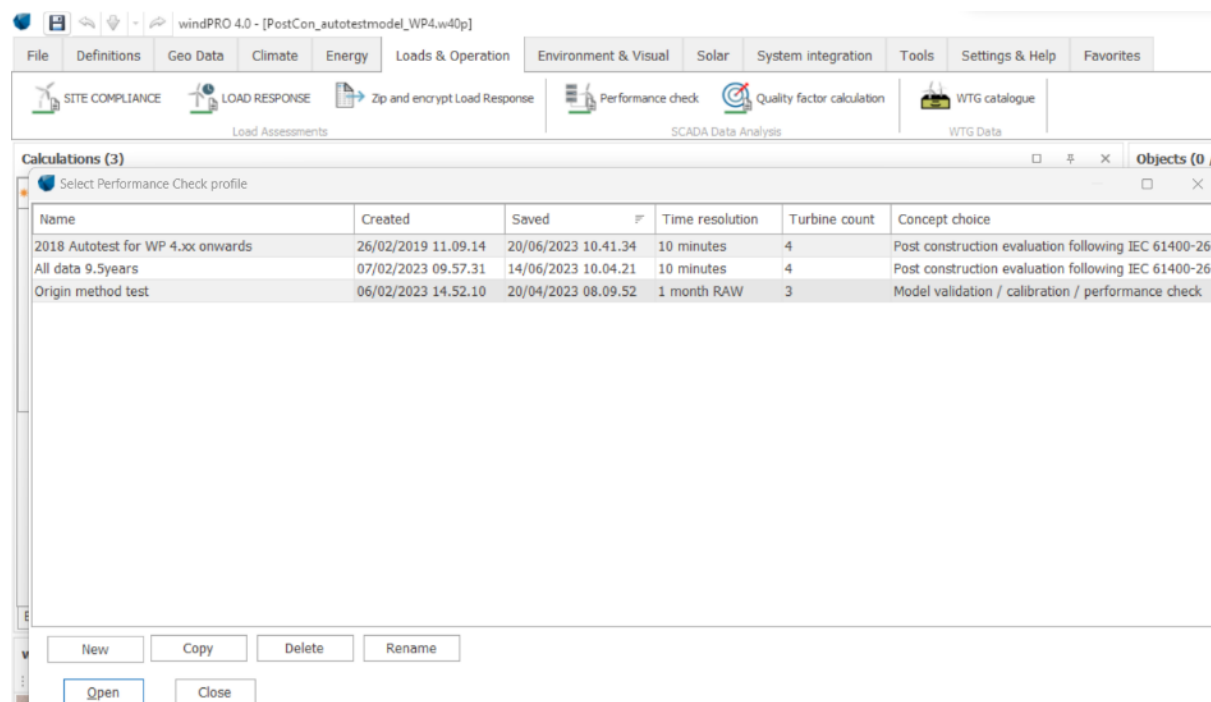 windPRO 4.0 - [PostCon_autotestmodel_WP4.w40p]
File Definitions Geo Data Climate Energy Loads & Operation Environment & Visual Solar System integration Tools Settings & Help Favorites
SITE COMPLIANCE LOAD RESPONSE Zip and encrypt Load Response Performance check Quality factor calculation WTG catalogue
Load Assessments SCADA Data Analysis WTG Data
Calculations (3) Objects (0
Select Performance Check profile
Name Created Saved Time resolution Turbine count Concept choice
2018 Autotest for WP 4.xx onwards 26/02/2019 11.09.14 20/06/2023 10.41.34 10 minutes 4 Post construction evaluation following IEC 61400-26
All data 9.5years 07/02/2023 09.57.31 14/06/2023 10.04.21 10 minutes 4 Post construction evaluation following IEC 61400-26
Origin method test 06/02/2023 14.52.10 20/04/2023 08.09.52 1 month RAW 3 Model validation / calibration / performance check
New Copy Delete Rename
Open Close